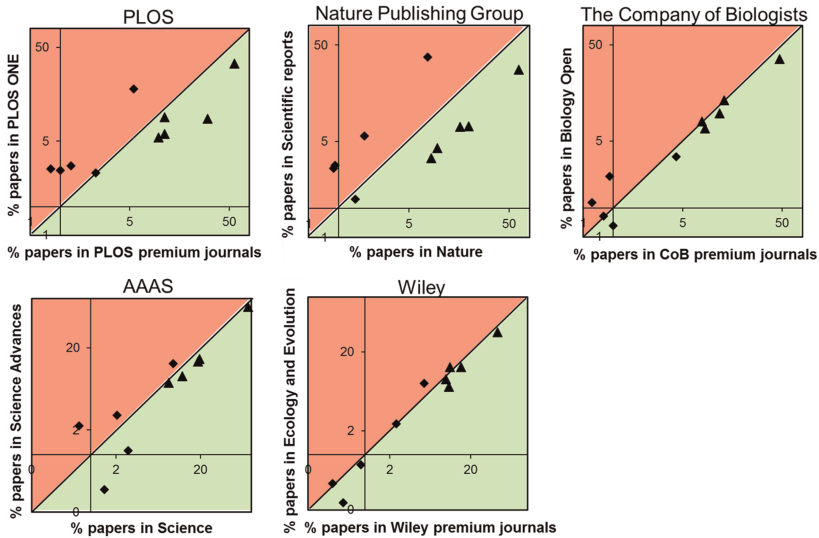 PLOS
50
5
1
1
5
50
% papers in PLOS ONE
% papers in PLOS premium journals
Nature Publishing Group
50
5
1
1
5
50
% papers in Scientific reports
% papers in Nature
The Company of Biologists
50
5
1
1
5
50
% papers in Biology Open
% papers in CoB premium journals
AAAS
20
2
0
0
2
20
% papers in Science Advances
% papers in Science
Wiley
20
2
0
0
2
20
% papers in Ecology and Evolution
% papers in Wiley premium journals